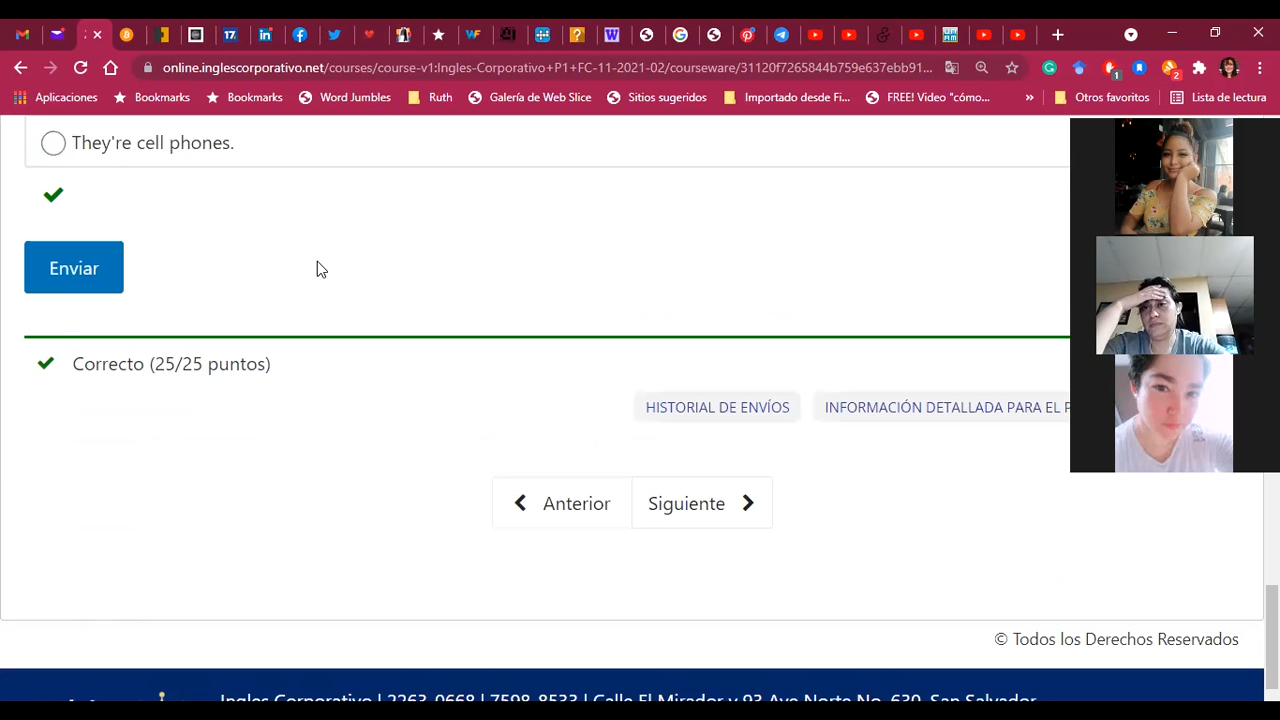 17
online.inglescorporativo.net/courses/course-v1:Ingles-Corporativo+P1+FC-11-2021-02/courseware/31120f7265844b759e637ebb91...
1
2
Aplicaciones
Bookmarks
Bookmarks
Word Jumbles
Ruth
Galería de Web Slice
Sitios sugeridos
Importado desde Fi...
FREE! Video "cómo...
»
Otros favoritos
Lista de lectura
They're cell phones.
Enviar
Correcto (25/25 puntos)
HISTORIAL DE ENVÍOS
INFORMACIÓN DETALLADA PARA EL P
Anterior
Siguiente
© Todos los Derechos Reservados
Ingles Corporativo | 2263-0668 | 7598-8533 | Calle El Mirador y 93 Ave Norte No. 630, San Salvador